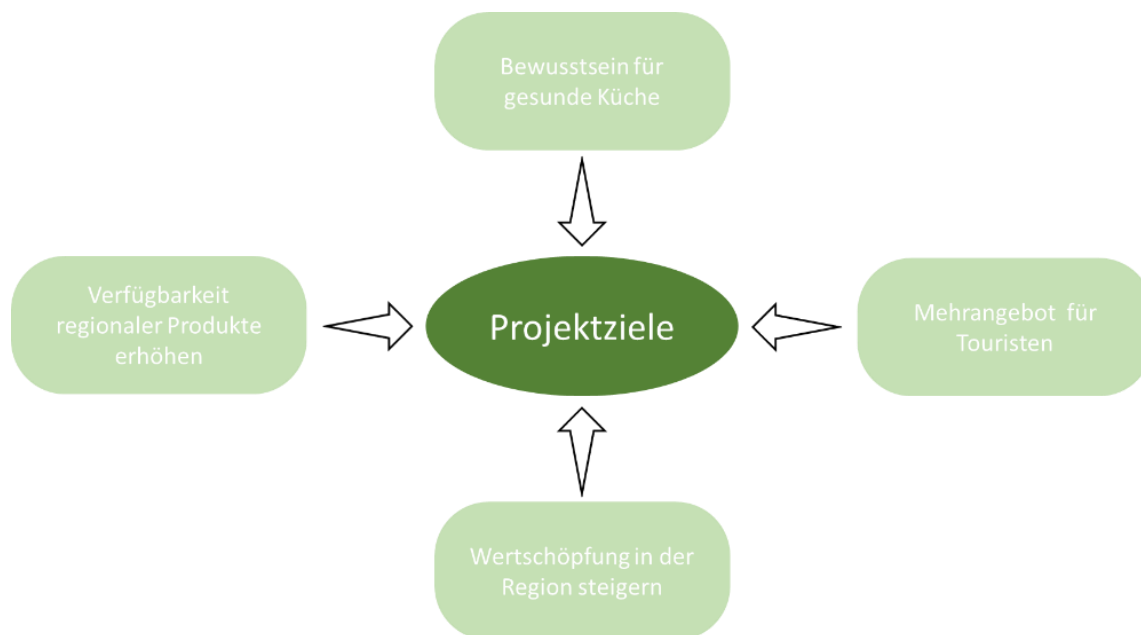 Bewusstsein für
gesunde Küche
Verfügbarkeit
regionaler Produkte
erhöhen
Projektziele
Mehrangebot für
Touristen
Wertschöpfung in der
Region steigern